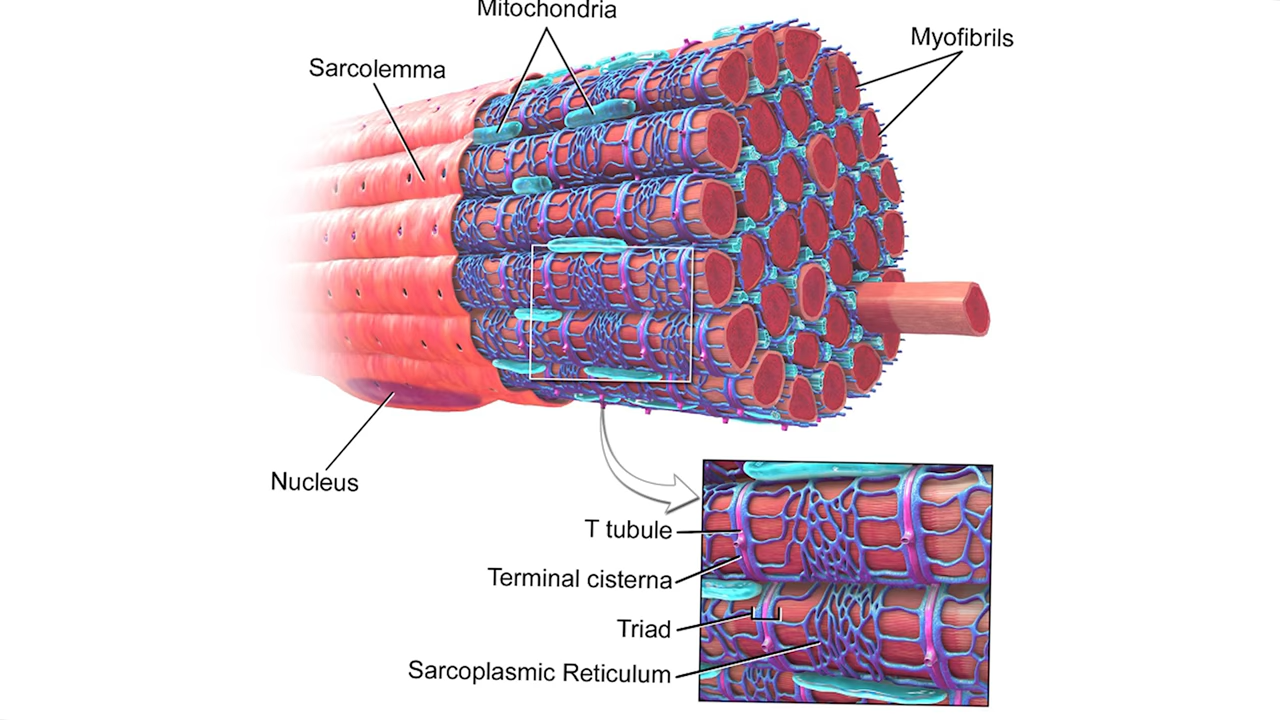 Mitochondria
Myofibrils
Sarcolemma
Nucleus
T tubule
Terminal cisterna
Triad
Sarcoplasmic Reticulum